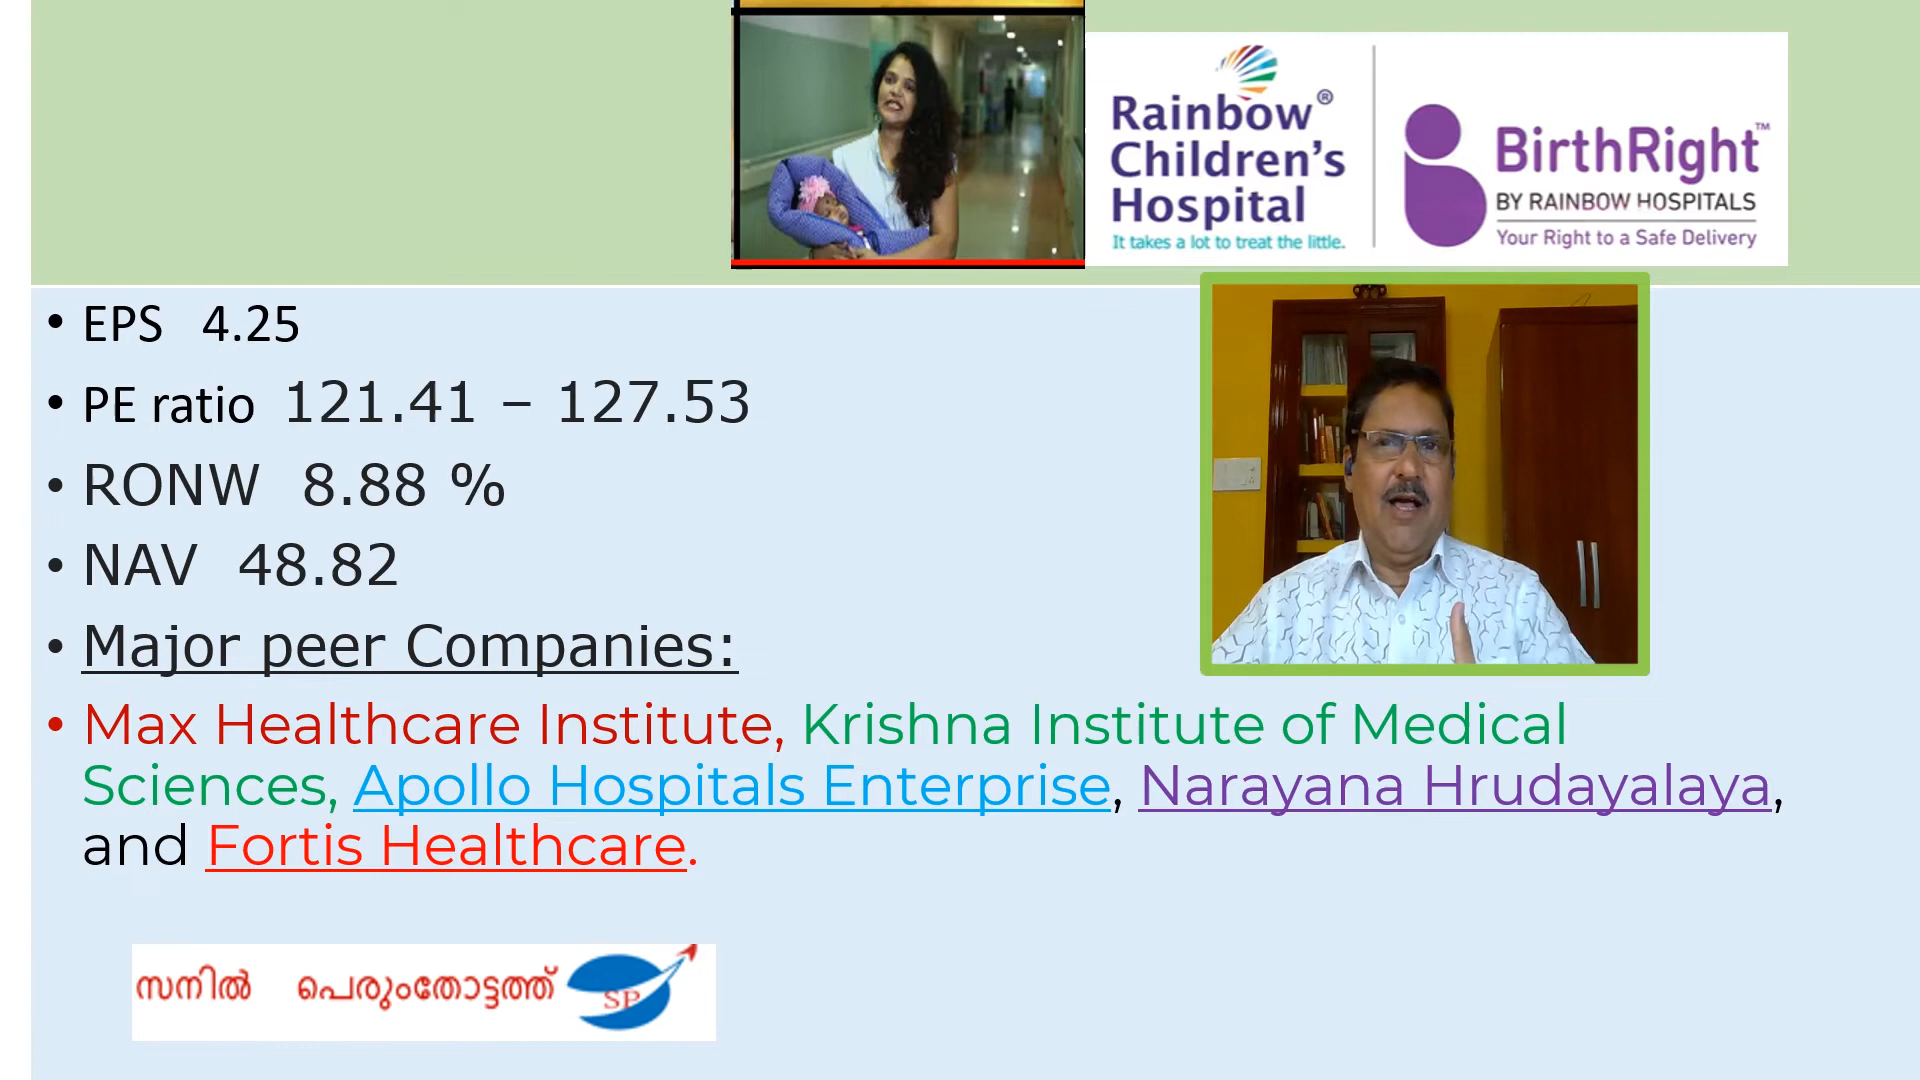 Rainbow®
Children's
Hospital
It takes a lot to treat the little.
BirthRight™
BY RAINBOW HOSPITALS
Your Right to a Safe Delivery
• EPS 4.25
• PE ratio 121.41 – 127.53
• RONW 8.88 %
• NAV 48.82
• Major peer Companies:
• Max Healthcare Institute, Krishna Institute of Medical
Sciences, Apollo Hospitals Enterprise, Narayana Hrudayalaya,
and Fortis Healthcare.
സനിൽ പെരുംതോട്ടത്ത് SP